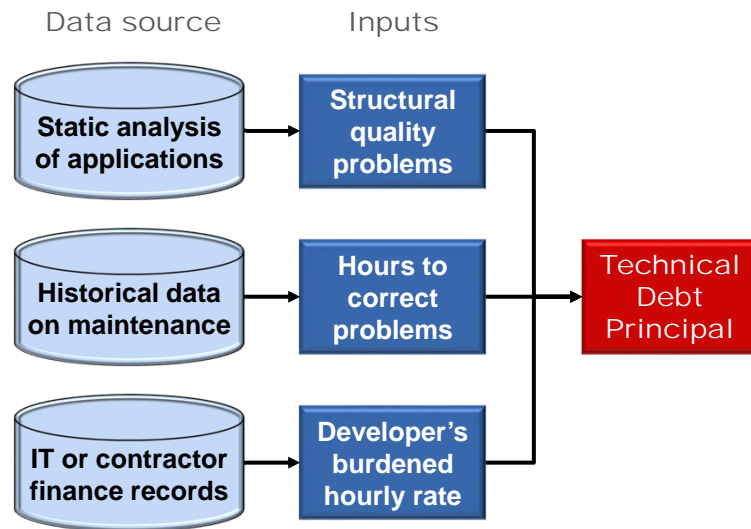 Data source
Inputs
Static analysis
of applications
Structural
quality
problems
Historical data
on maintenance
Hours to
correct
problems
Technical
Debt
Principal
IT or contractor
finance records
Developer’s
burdened
hourly rate